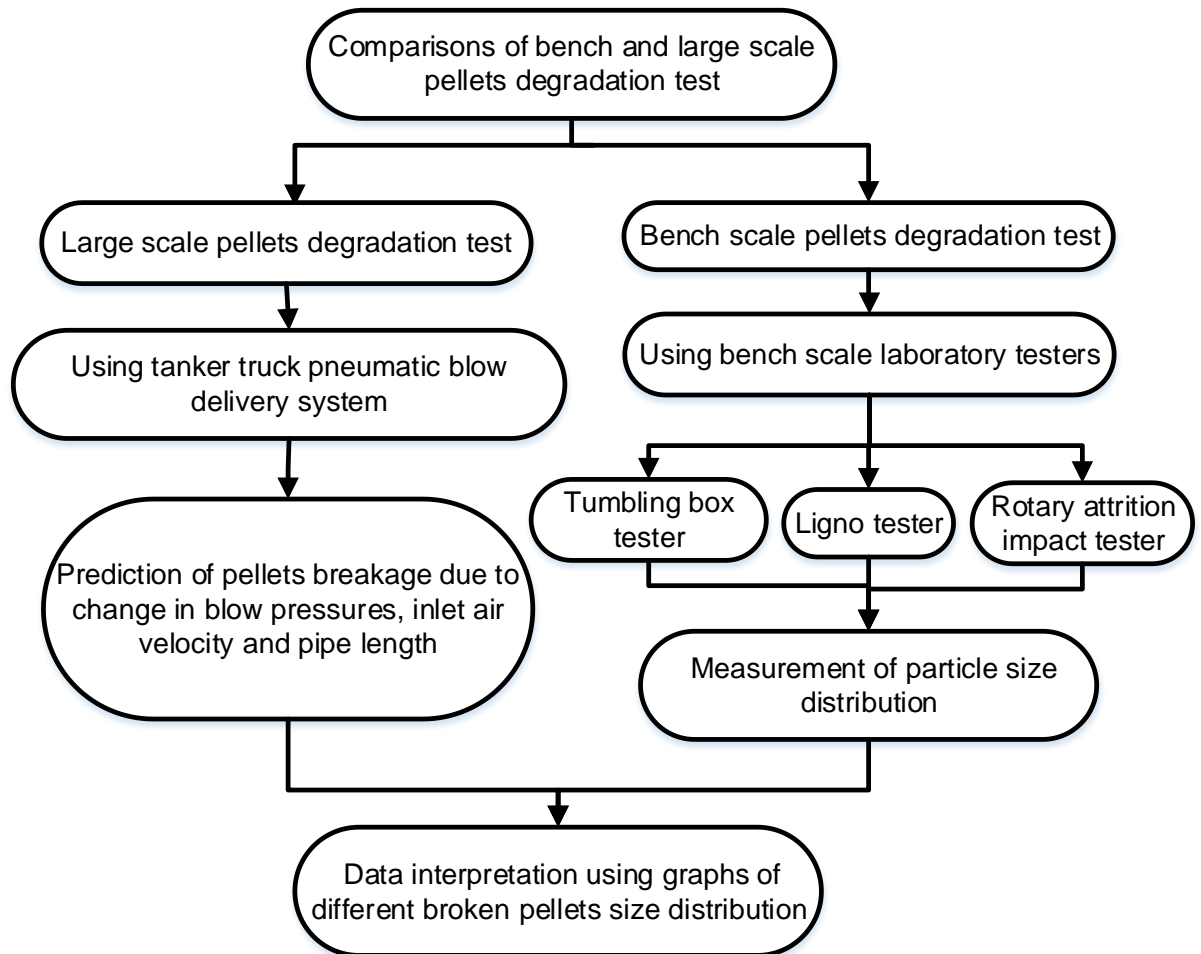 Comparisons of bench and large scale
pellets degradation test
Large scale pellets degradation test
Bench scale pellets degradation test
Using tanker truck pneumatic blow
delivery system
Using bench scale laboratory testers
Tumbling box
tester
Ligno tester
Rotary attrition
impact tester
Prediction of pellets breakage due to
change in blow pressures, inlet air
velocity and pipe length
Measurement of particle size
distribution
Data interpretation using graphs of
different broken pellets size distribution